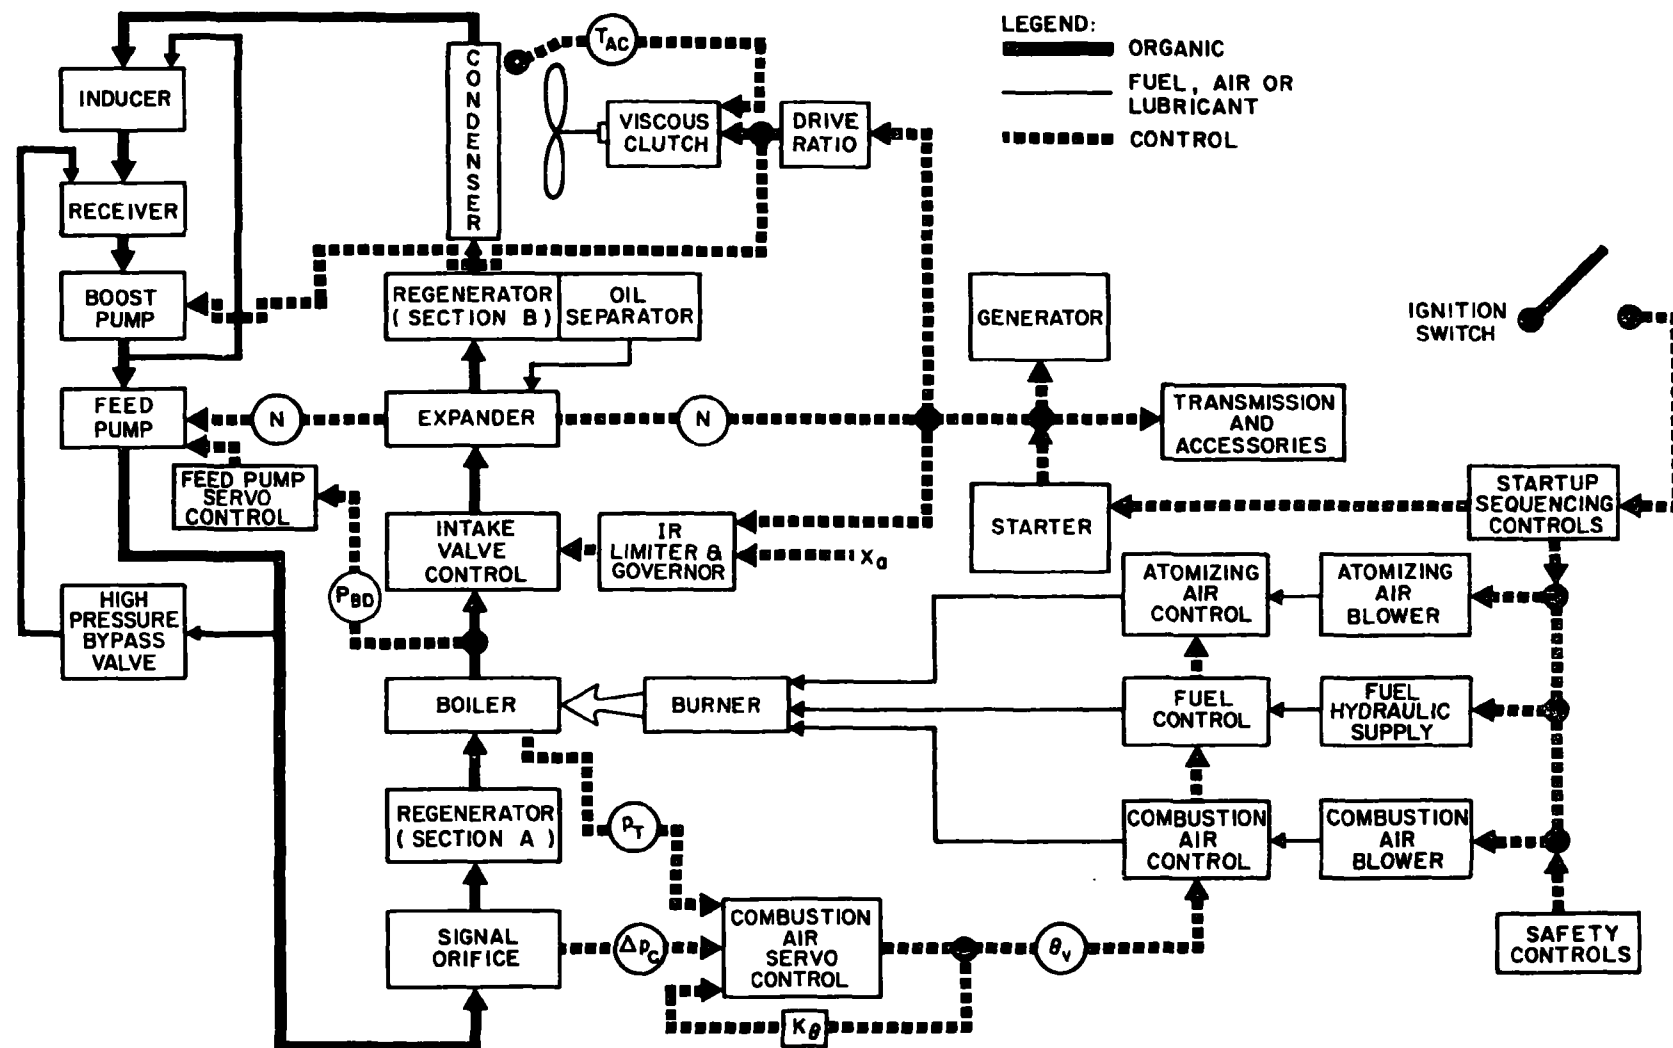 LEGEND:
ORGANIC
FUEL, AIR OR
LUBRICANT
CONTROL
T_AC
CONDENSER
INDUCER
VISCOUS
CLUTCH
DRIVE
RATIO
RECEIVER
BOOST
PUMP
REGENERATOR
(SECTION B)
OIL
SEPARATOR
GENERATOR
IGNITION
SWITCH
FEED
PUMP
N
EXPANDER
N
TRANSMISSION
AND
ACCESSORIES
FEED PUMP
SERVO
CONTROL
INTAKE
VALVE
CONTROL
IR
LIMITER &
GOVERNOR
X_a
STARTER
STARTUP
SEQUENCING
CONTROLS
HIGH
PRESSURE
BYPASS
VALVE
P_BD
ATOMIZING
AIR
CONTROL
ATOMIZING
AIR
BLOWER
BOILER
BURNER
FUEL
CONTROL
FUEL
HYDRAULIC
SUPPLY
REGENERATOR
(SECTION A)
P_T
COMBUSTION
AIR
CONTROL
COMBUSTION
AIR
BLOWER
SIGNAL
ORIFICE
ΔP_C
COMBUSTION
AIR
SERVO
CONTROL
θ_V
SAFETY
CONTROLS
K_θ